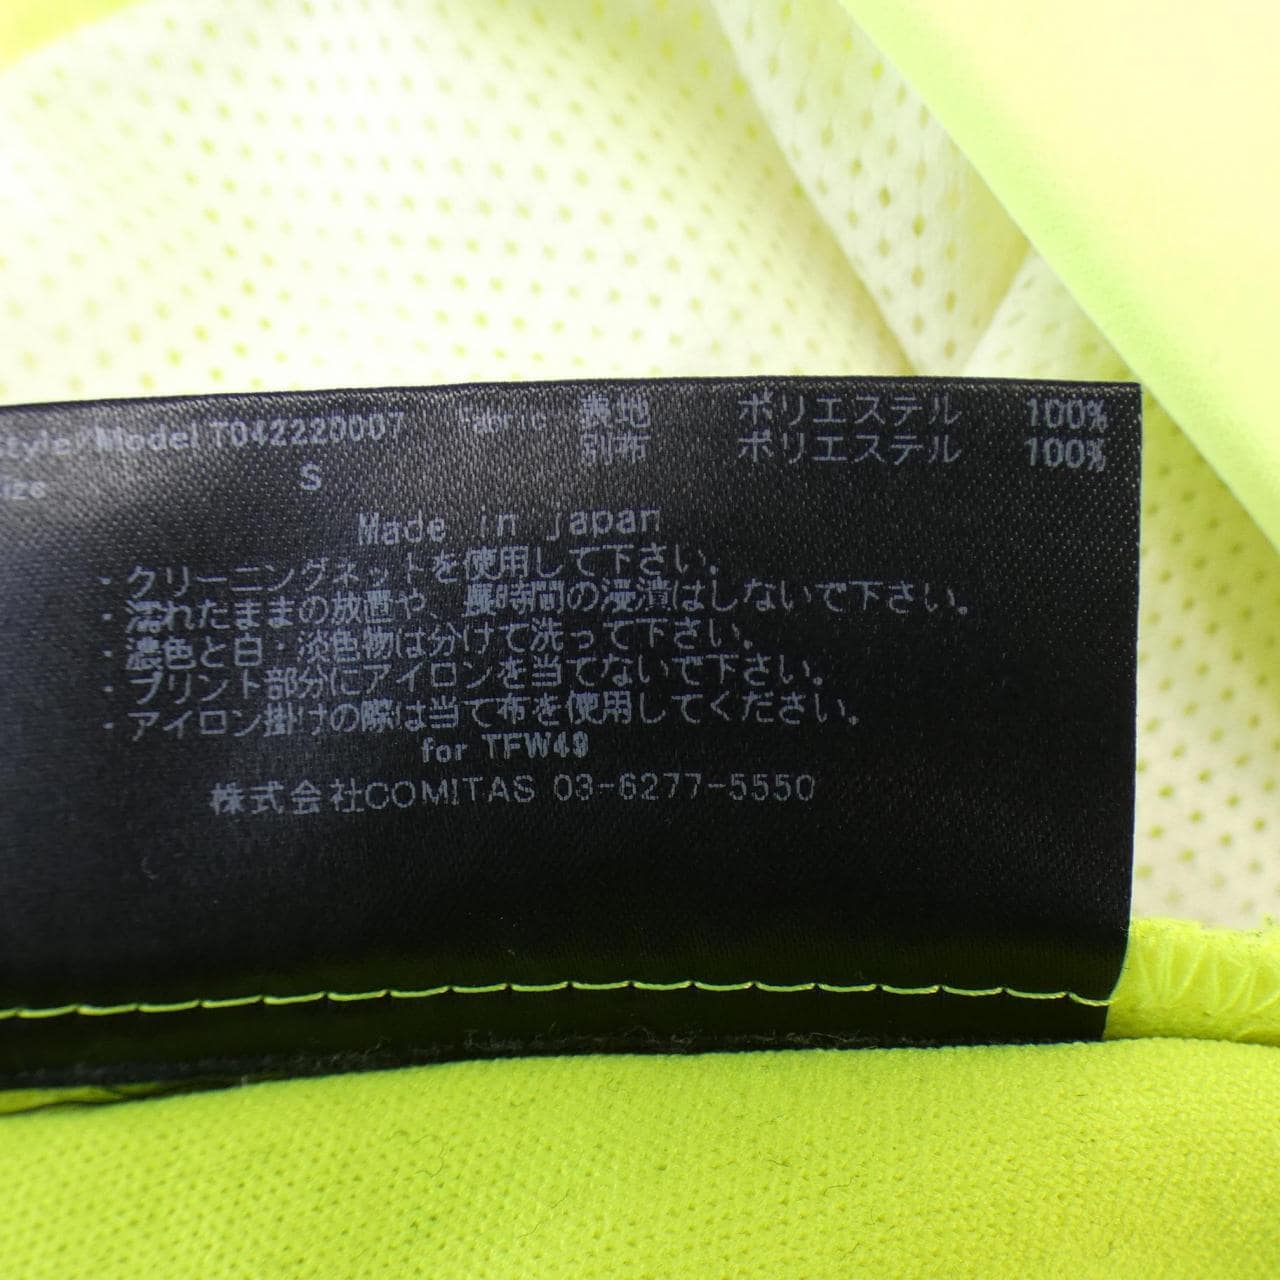 Style/Model T042220007 Fabric 表地 ポリエステル 100%
別布 ポリエステル 100%
Size S
Made in japan
・クリーニングネットを使用して下さい。
・濡れたままの放置や、長時間の浸漬はしないで下さい。
・濃色と白・淡色物は分けて洗って下さい。
・プリント部分にアイロンを当てないで下さい。
・アイロン掛けの際は当て布を使用してください。
for TFW49
株式会社COMITAS 03-6277-5550